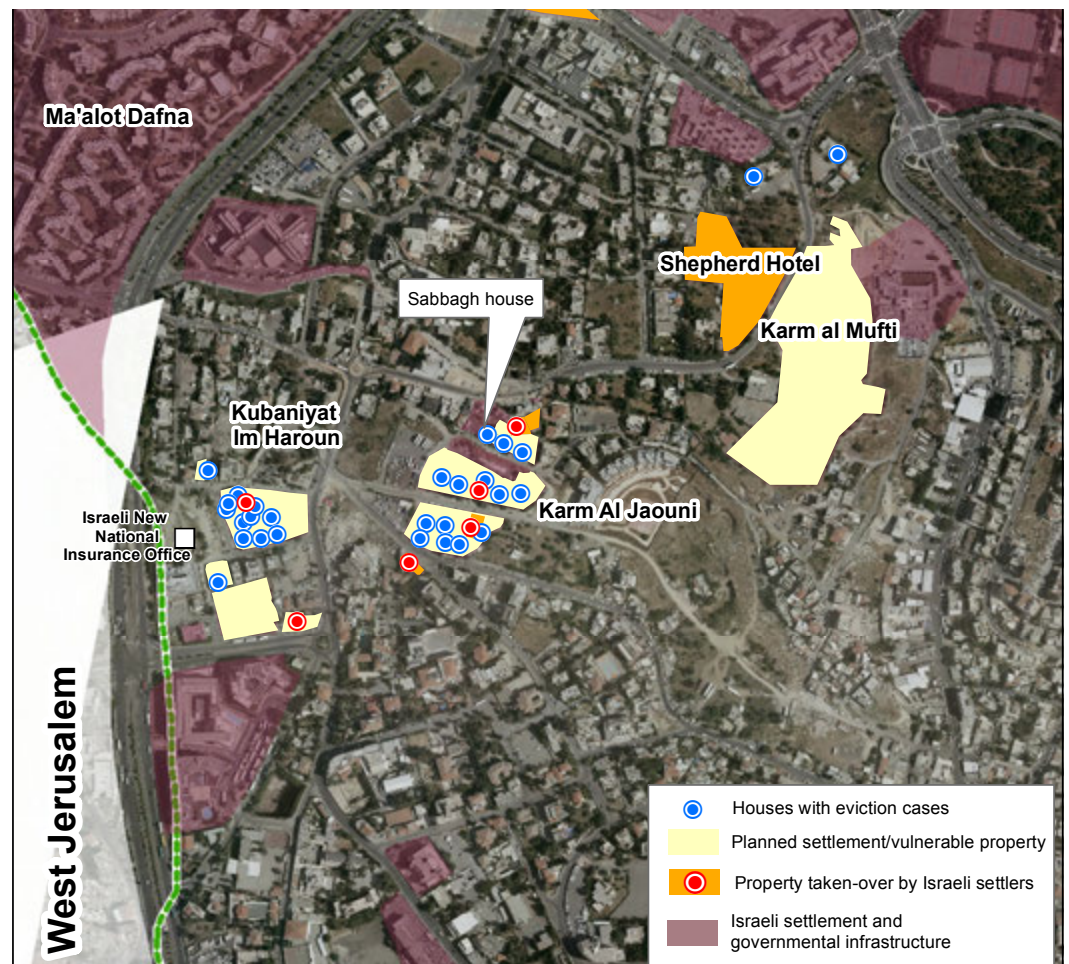 Ma'alot Dafna
Shepherd Hotel
Sabbagh house
Karm al Mufti
Kubaniyat
Im Haroun
Karm Al Jaouni
Israeli New
National
Insurance Office
West Jerusalem
Houses with eviction cases
Planned settlement/vulnerable property
Property taken-over by Israeli settlers
Israeli settlement and
governmental infrastructure